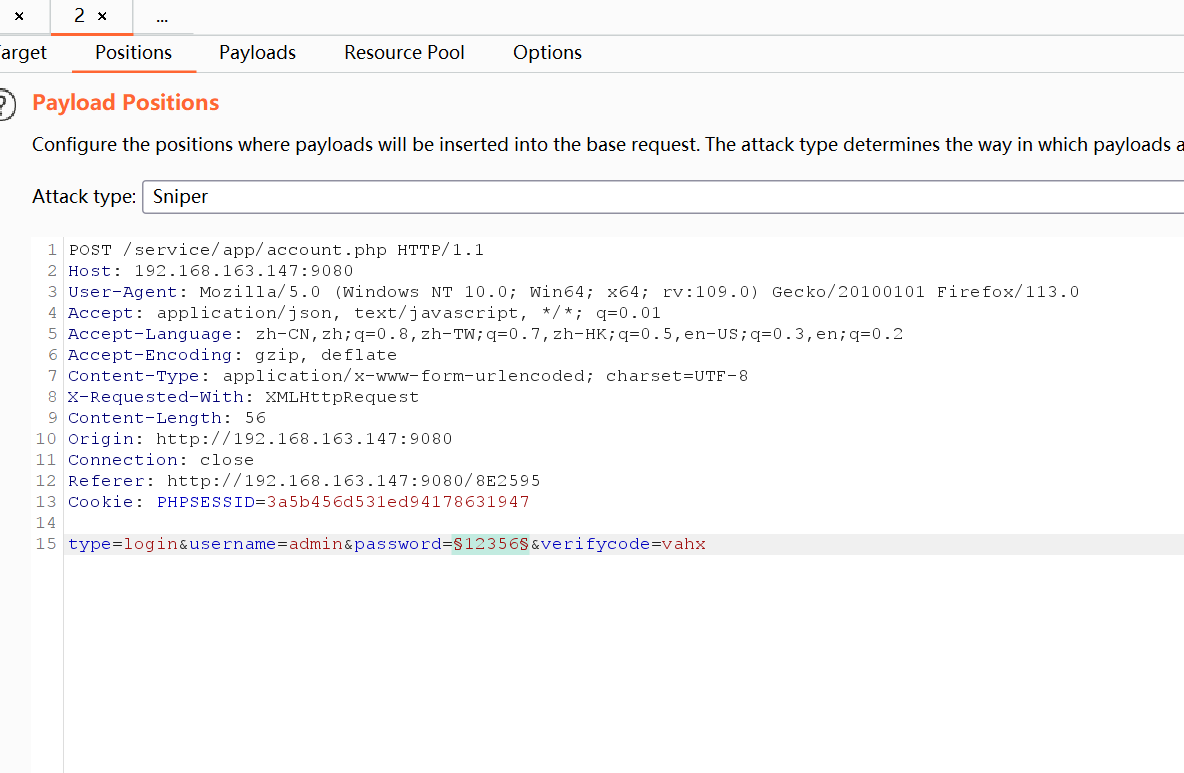 × 2 × ...
arget Positions Payloads Resource Pool Options
? Payload Positions
Configure the positions where payloads will be inserted into the base request. The attack type determines the way in which payloads a
Attack type: Sniper
1 POST /service/app/account.php HTTP/1.1
2 Host: 192.168.163.147:9080
3 User-Agent: Mozilla/5.0 (Windows NT 10.0; Win64; x64; rv:109.0) Gecko/20100101 Firefox/113.0
4 Accept: application/json, text/javascript, */*; q=0.01
5 Accept-Language: zh-CN,zh;q=0.8,zh-TW;q=0.7,zh-HK;q=0.5,en-US;q=0.3,en;q=0.2
6 Accept-Encoding: gzip, deflate
7 Content-Type: application/x-www-form-urlencoded; charset=UTF-8
8 X-Requested-With: XMLHttpRequest
9 Content-Length: 56
10 Origin: http://192.168.163.147:9080
11 Connection: close
12 Referer: http://192.168.163.147:9080/8E2595
13 Cookie: PHPSESSID=3a5b456d531ed94178631947
14
15 type=login&username=admin&password=§12356§&verifycode=vahx